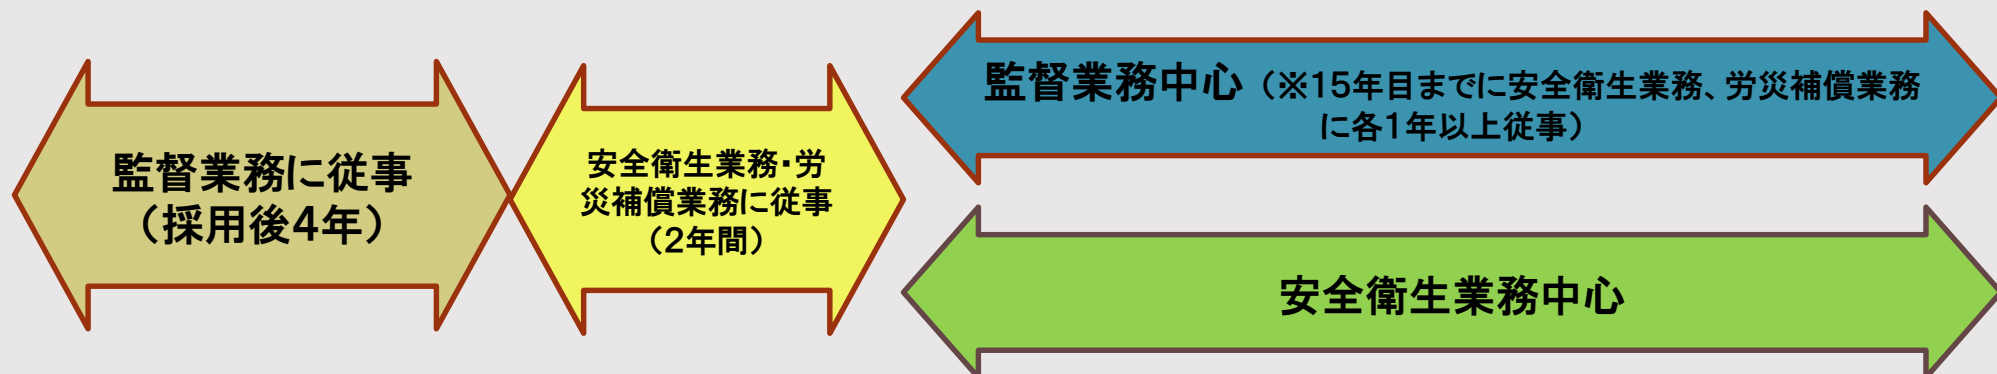 監督業務に従事
（採用後4年）
安全衛生業務・労
災補償業務に従事
（2年間）
監督業務中心（※15年目までに安全衛生業務、労災補償業務
に各1年以上従事）
安全衛生業務中心